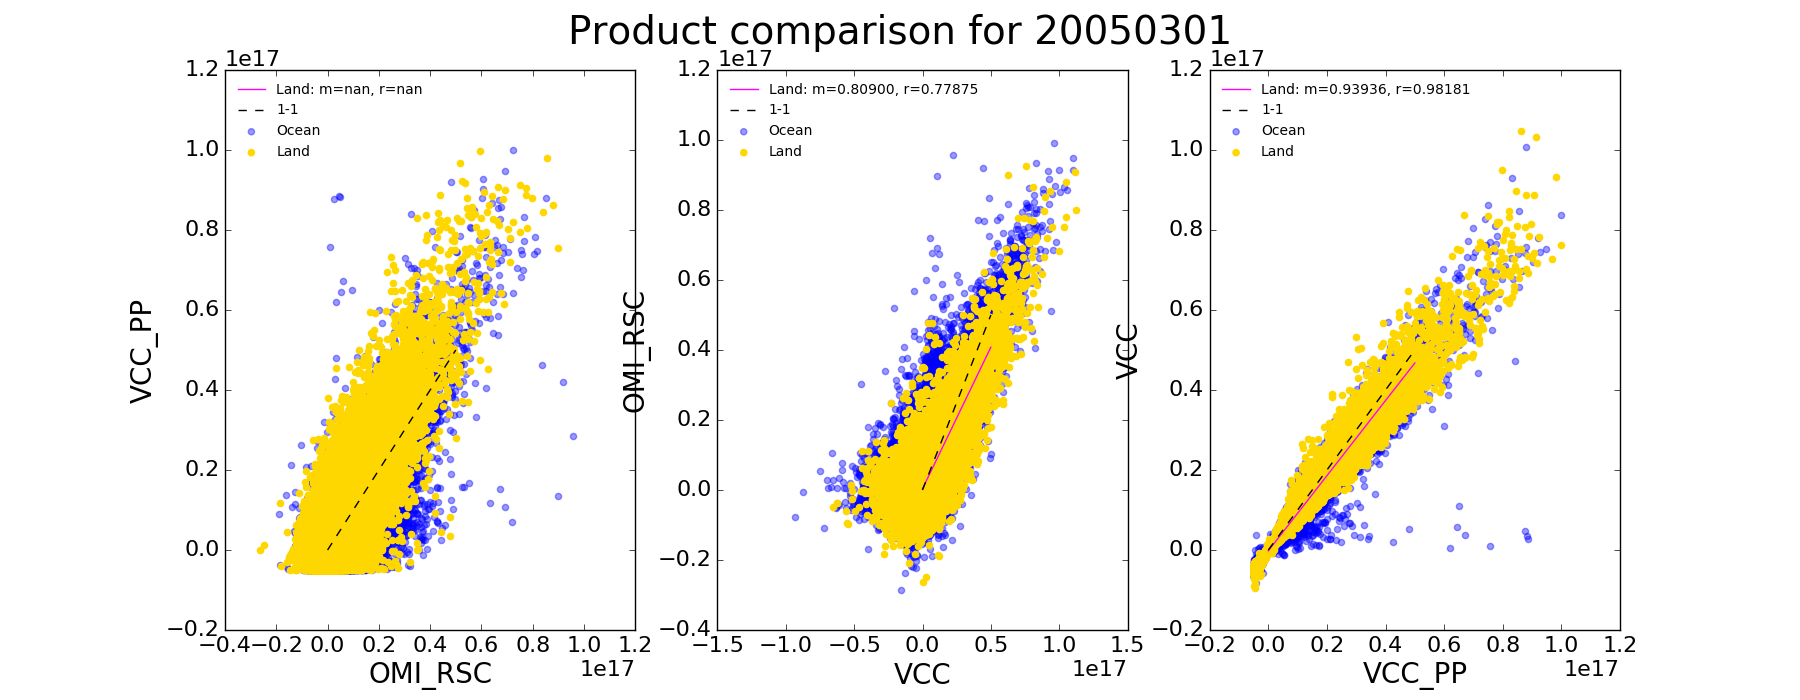 Product comparison for 20050301
1e17
1.2
1.0
0.8
0.6
0.4
0.2
0.0
−0.2
VCC_PP
Land: m=nan, r=nan
1-1
Ocean
Land
−0.4 −0.2 0.0 0.2 0.4 0.6 0.8 1.0 1.2
1e17
OMI_RSC
1e17
1.2
1.0
0.8
0.6
0.4
0.2
0.0
−0.2
−0.4
OMI_RSC
Land: m=0.80900, r=0.77875
1-1
Ocean
Land
−1.5 −1.0 −0.5 0.0 0.5 1.0 1.5
1e17
VCC
1e17
1.2
1.0
0.8
0.6
0.4
0.2
0.0
−0.2
VCC
Land: m=0.93936, r=0.98181
1-1
Ocean
Land
−0.2 0.0 0.2 0.4 0.6 0.8 1.0 1.2
1e17
VCC_PP